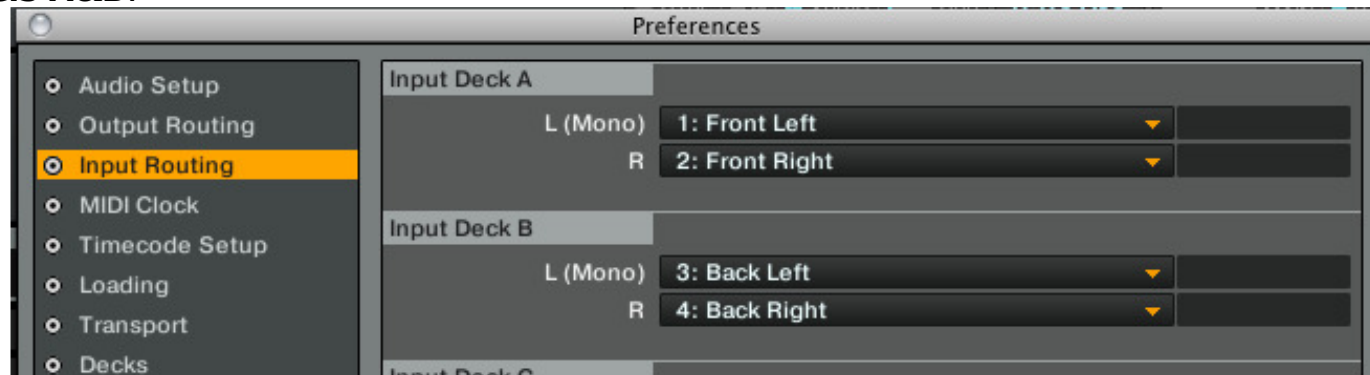 Preferences
Audio Setup
Output Routing
Input Routing
MIDI Clock
Timecode Setup
Loading
Transport
Decks
Input Deck A
L (Mono) 1: Front Left
R 2: Front Right
Input Deck B
L (Mono) 3: Back Left
R 4: Back Right